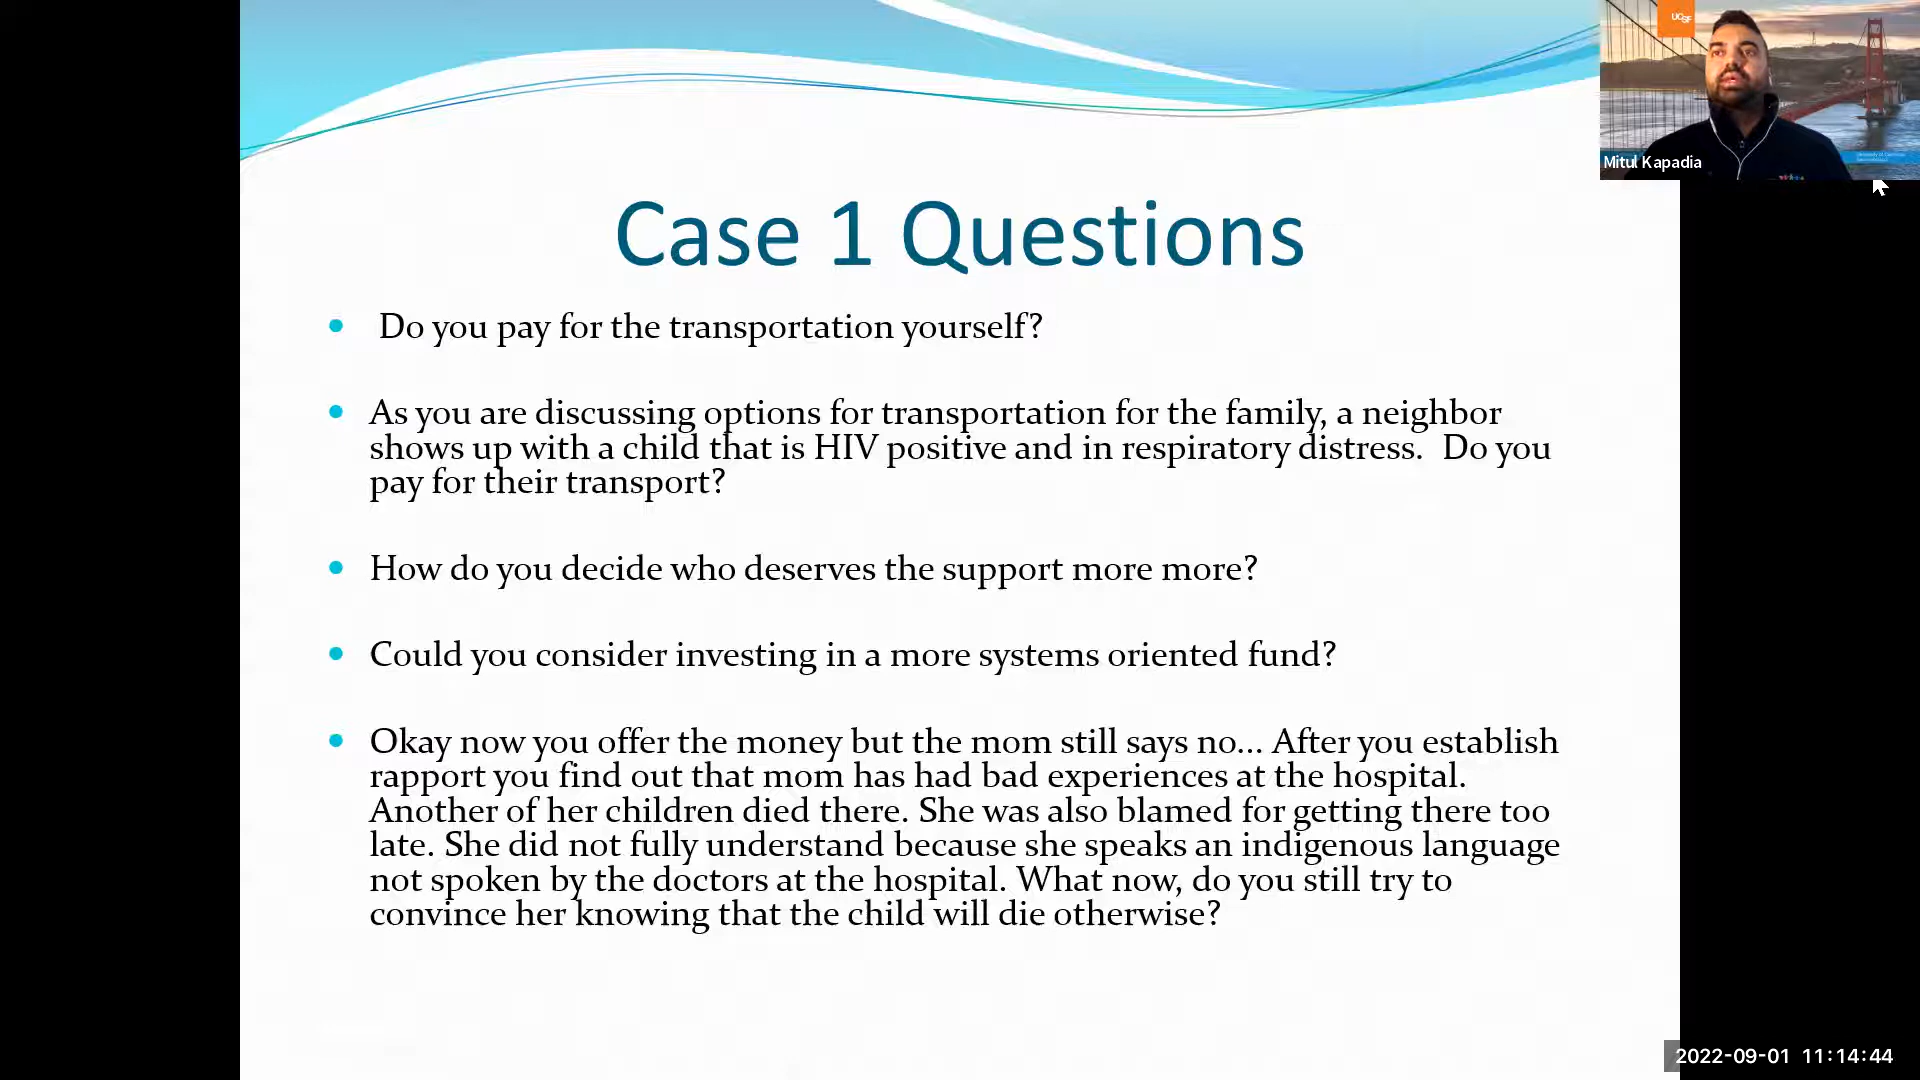 UCSF
Mitul Kapadia
Case 1 Questions
Do you pay for the transportation yourself?
As you are discussing options for transportation for the family, a neighbor
shows up with a child that is HIV positive and in respiratory distress.  Do you
pay for their transport?
How do you decide who deserves the support more more?
Could you consider investing in a more systems oriented fund?
Okay now you offer the money but the mom still says no... After you establish
rapport you find out that mom has had bad experiences at the hospital.
Another of her children died there. She was also blamed for getting there too
late. She did not fully understand because she speaks an indigenous language
not spoken by the doctors at the hospital. What now, do you still try to
convince her knowing that the child will die otherwise?
2022-09-01 11:14:44